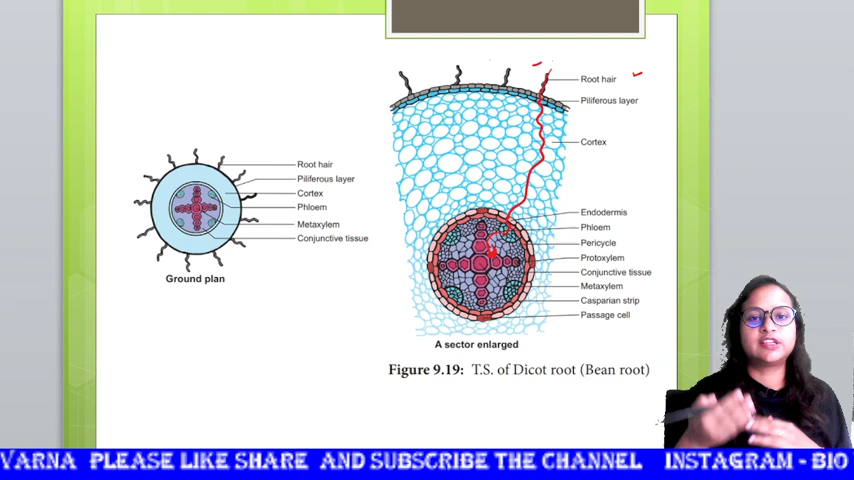 Root hair
Piliferous layer
Cortex
Phloem
Metaxylem
Conjunctive tissue
Ground plan
Root hair
Piliferous layer
Cortex
Endodermis
Phloem
Pericycle
Protoxylem
Conjunctive tissue
Metaxylem
Casparian strip
Passage cell
A sector enlarged
Figure 9.19: T.S. of Dicot root (Bean root)
VARNA PLEASE LIKE SHARE AND SUBSCRIBE THE CHANNEL INSTAGRAM - BIO